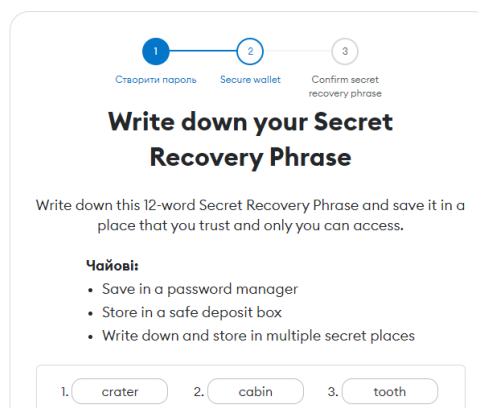 1 2 3
Створити пароль Secure wallet Confirm secret
recovery phrase
Write down your Secret
Recovery Phrase
Write down this 12-word Secret Recovery Phrase and save it in a
place that you trust and only you can access.
Чайові:
• Save in a password manager
• Store in a safe deposit box
• Write down and store in multiple secret places
1. crater 2. cabin 3. tooth